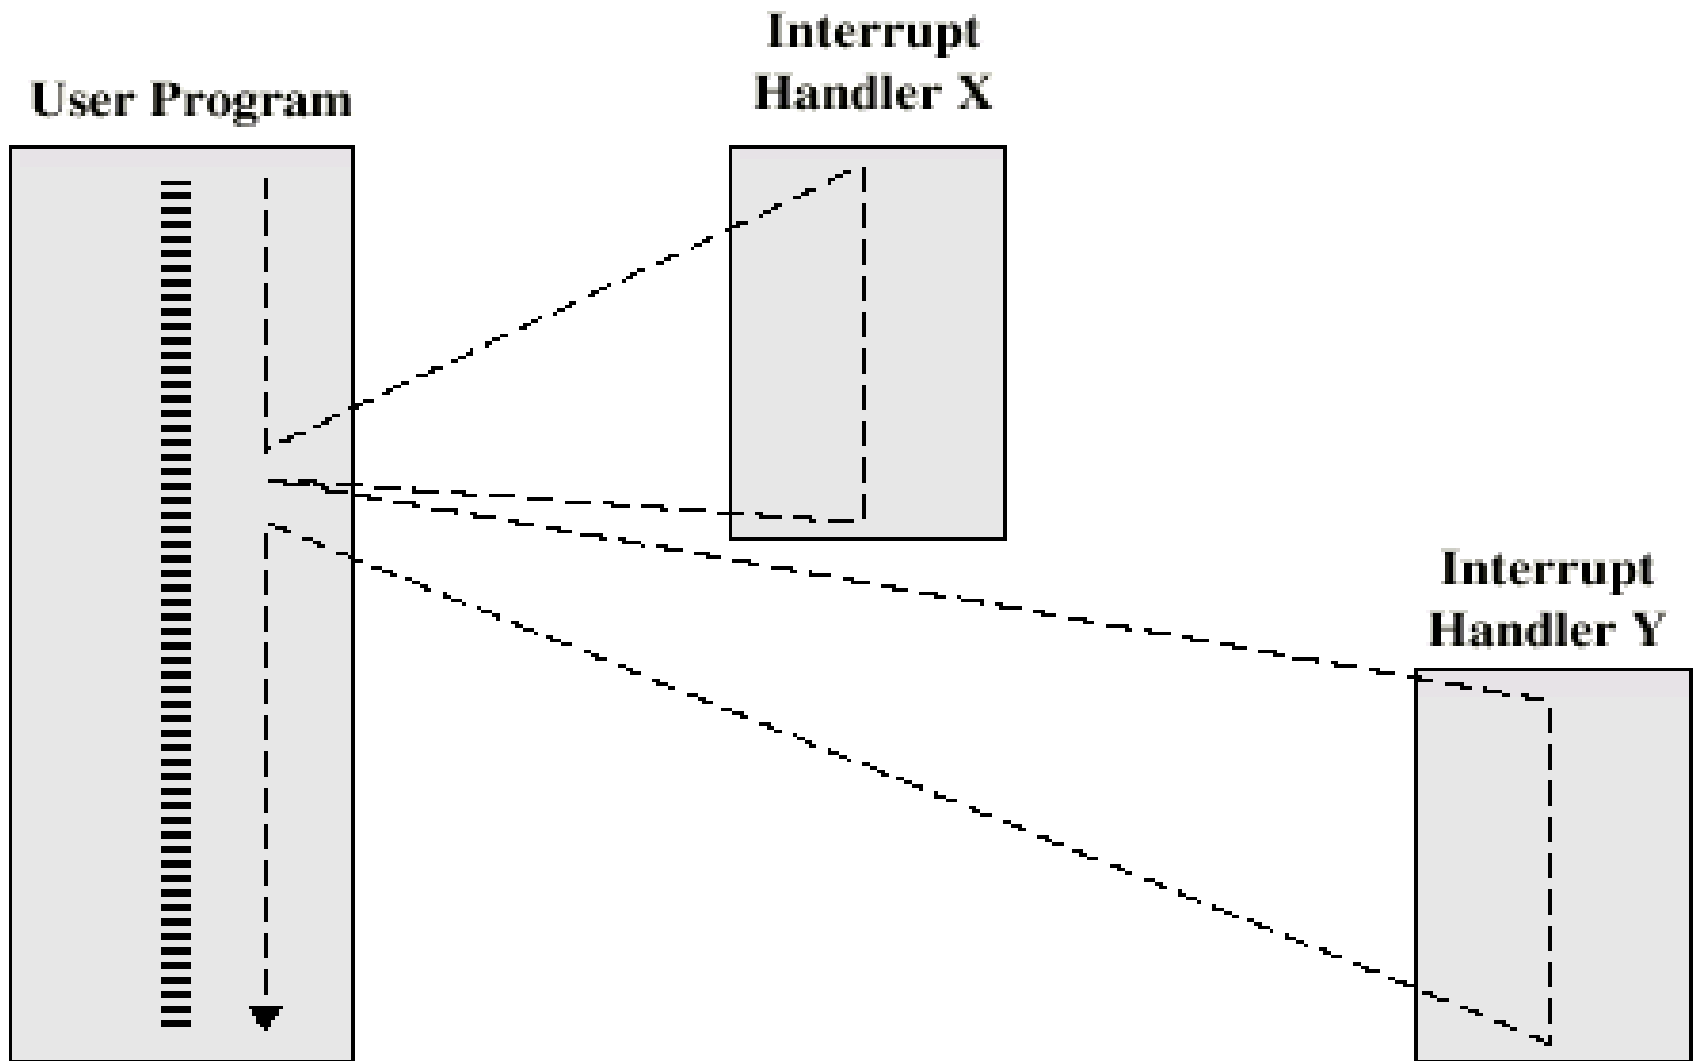 User Program
Interrupt
Handler X
Interrupt
Handler Y